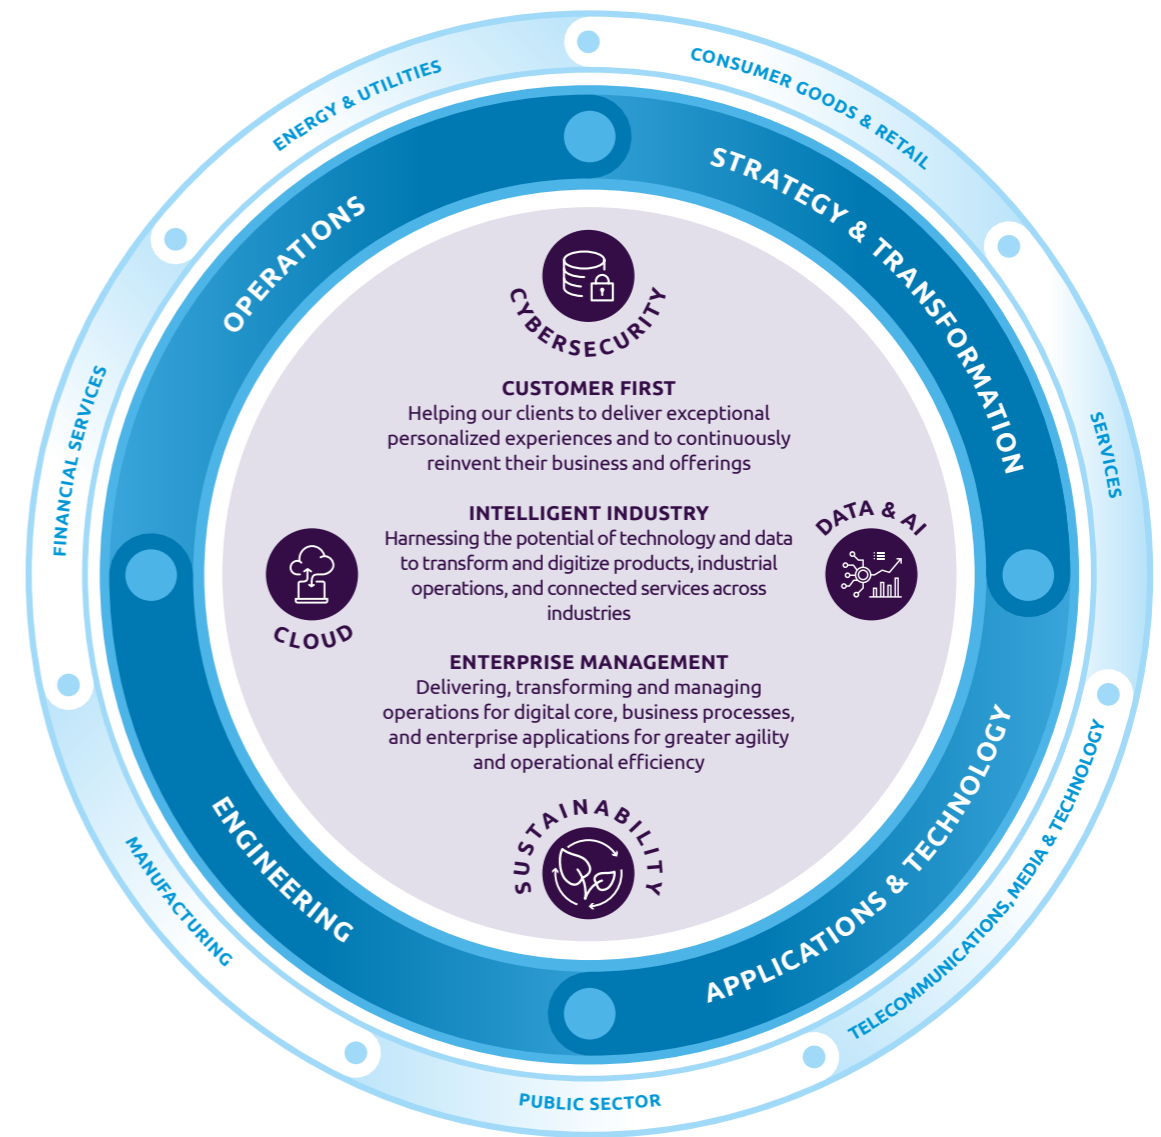 ENERGY & UTILITIES
CONSUMER GOODS & RETAIL
SERVICES
TELECOMMUNICATIONS, MEDIA & TECHNOLOGY
PUBLIC SECTOR
MANUFACTURING
FINANCIAL SERVICES
OPERATIONS
STRATEGY & TRANSFORMATION
APPLICATIONS & TECHNOLOGY
ENGINEERING
CYBERSECURITY
CUSTOMER FIRST
Helping our clients to deliver exceptional
personalized experiences and to continuously
reinvent their business and offerings
INTELLIGENT INDUSTRY
Harnessing the potential of technology and data
to transform and digitize products, industrial
operations, and connected services across
industries
DATA & AI
CLOUD
ENTERPRISE MANAGEMENT
Delivering, transforming and managing
operations for digital core, business processes,
and enterprise applications for greater agility
and operational efficiency
SUSTAINABILITY